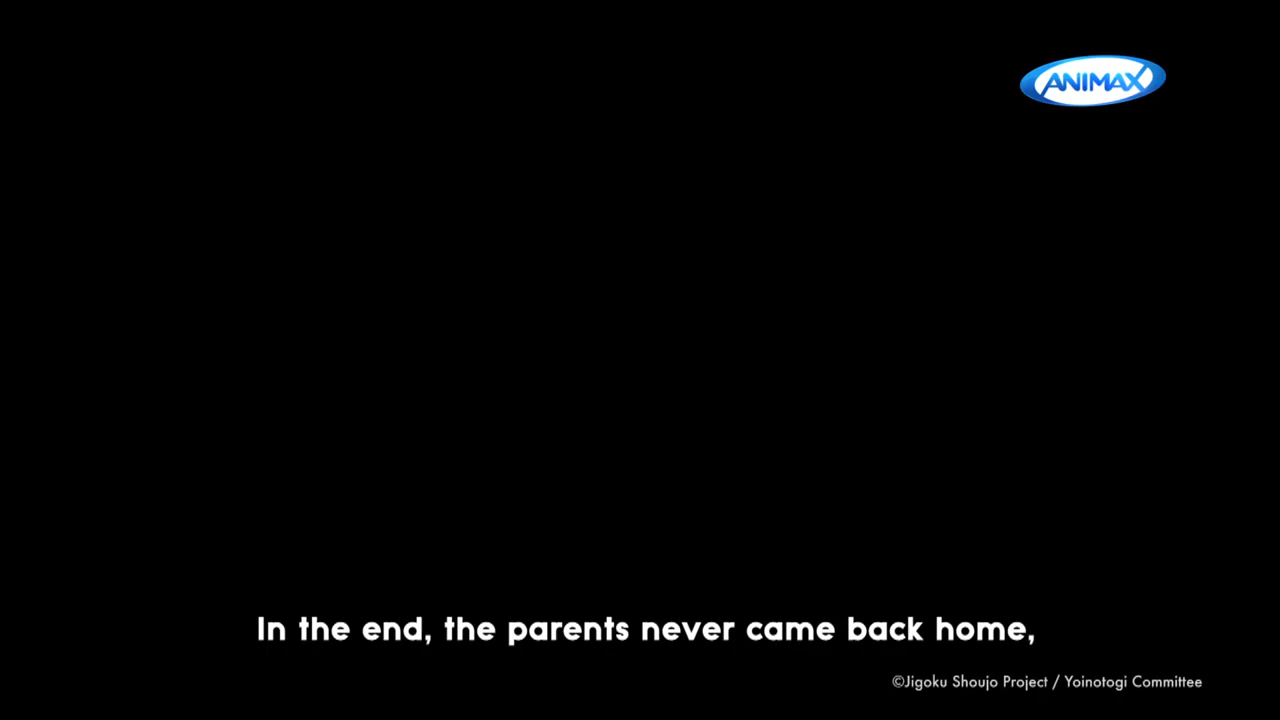 ANIMAX
In the end, the parents never came back home,
©Jigoku Shoujo Project / Yoinotogi Committee